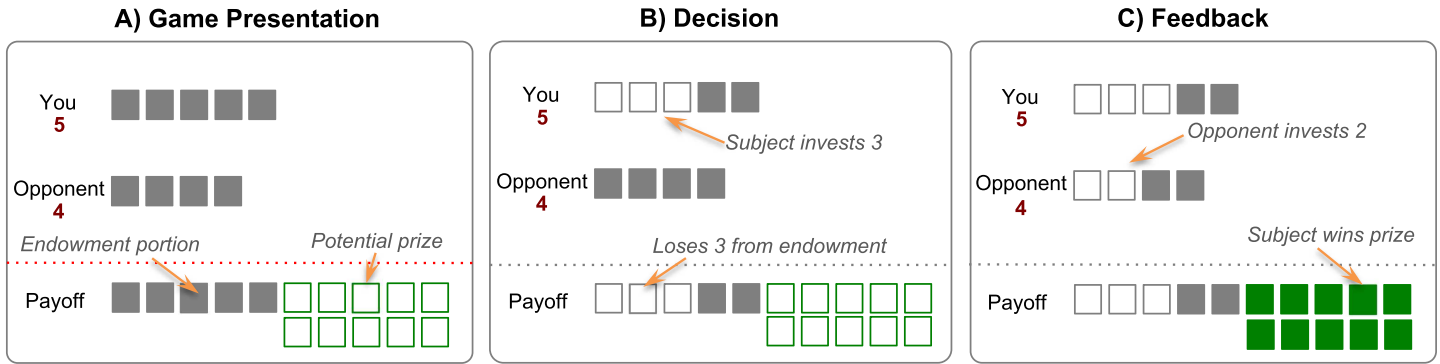 A) Game Presentation
You
5
Opponent
4
Endowment portion
Potential prize
Payoff
B) Decision
You
5
Subject invests 3
Opponent
4
Loses 3 from endowment
Payoff
C) Feedback
You
5
Opponent invests 2
Opponent
4
Subject wins prize
Payoff